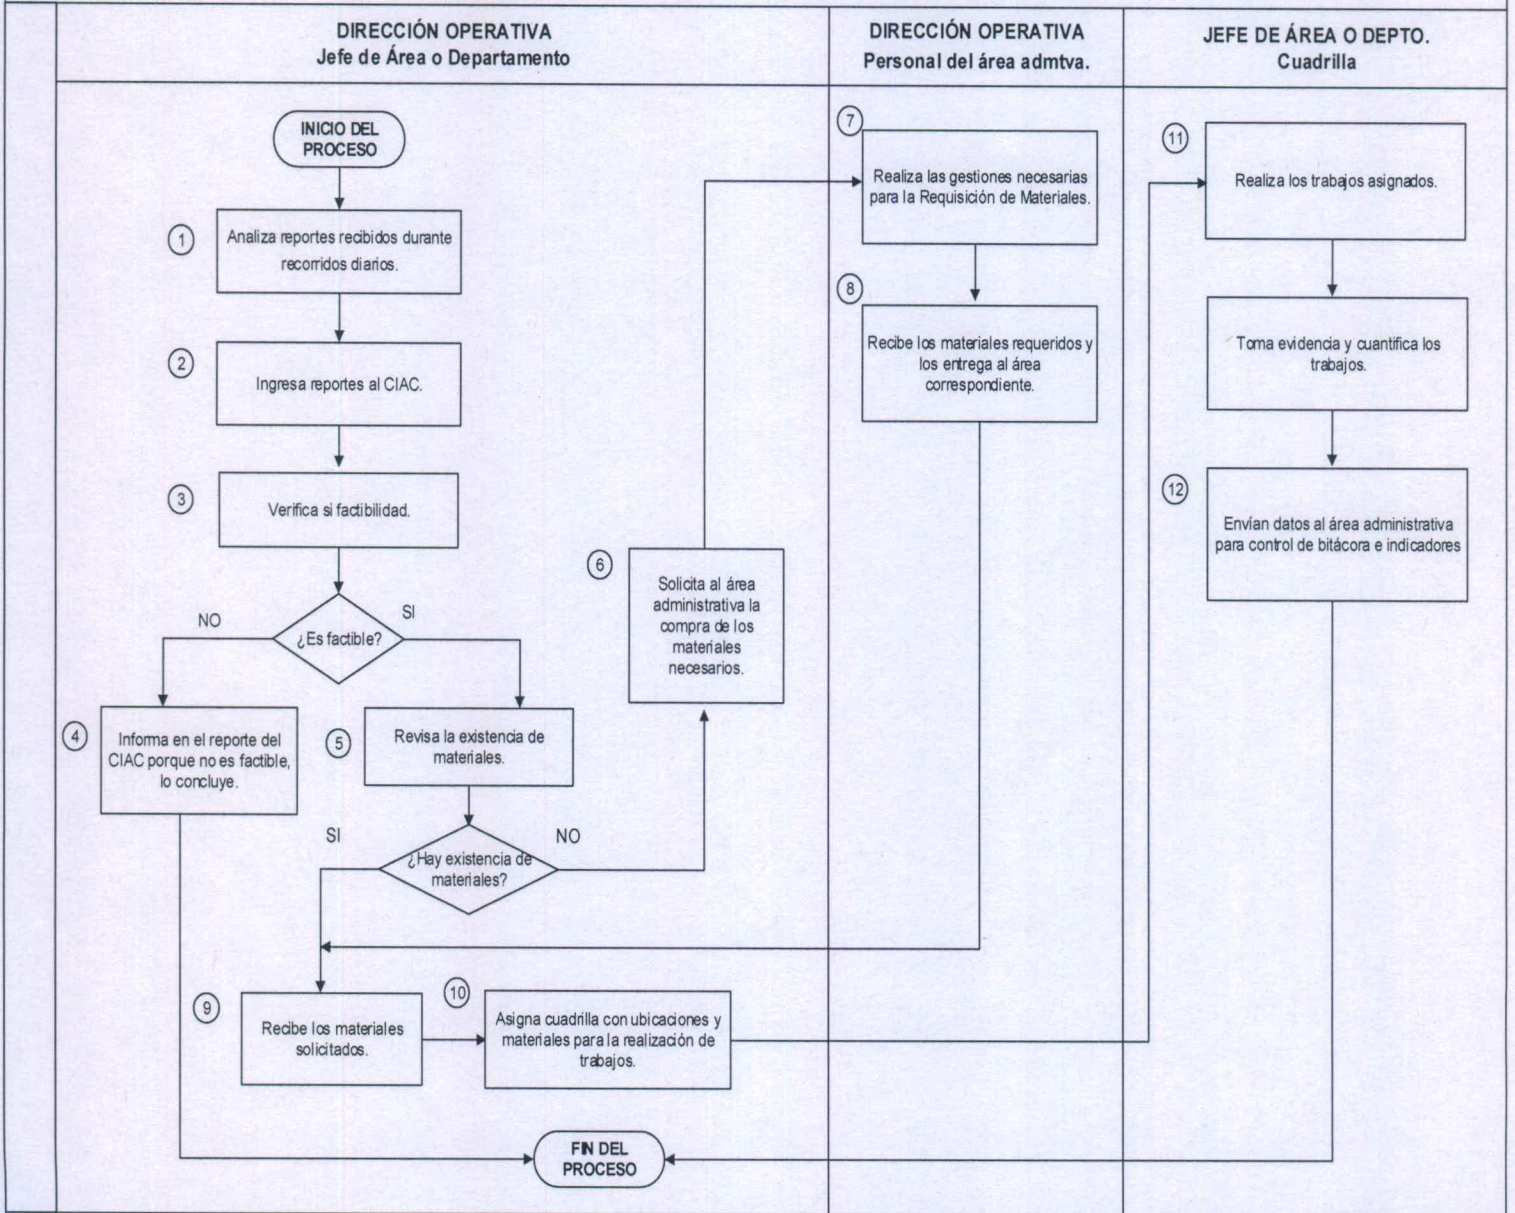 DIRECCIÓN OPERATIVA
Jefe de Área o Departamento
DIRECCIÓN OPERATIVA
Personal del área admtva.
JEFE DE ÁREA O DEPTO.
Cuadrilla
INICIO DEL
PROCESO
1
Analiza reportes recibidos durante
recorridos diarios.
2
Ingresa reportes al CIAC.
3
Verifica si factibilidad.
¿Es factible?
NO
SI
4
Informa en el reporte del
CIAC porque no es factible,
lo concluye.
5
Revisa la existencia de
materiales.
¿Hay existencia de
materiales?
SI
NO
6
Solicita al área
administrativa la
compra de los
materiales
necesarios.
7
Realiza las gestiones necesarias
para la Requisición de Materiales.
8
Recibe los materiales requeridos y
los entrega al área
correspondiente.
9
Recibe los materiales
solicitados.
10
Asigna cuadrilla con ubicaciones y
materiales para la realización de
trabajos.
11
Realiza los trabajos asignados.
Toma evidencia y cuantifica los
trabajos.
12
Envían datos al área administrativa
para control de bitácora e indicadores
FIN DEL
PROCESO